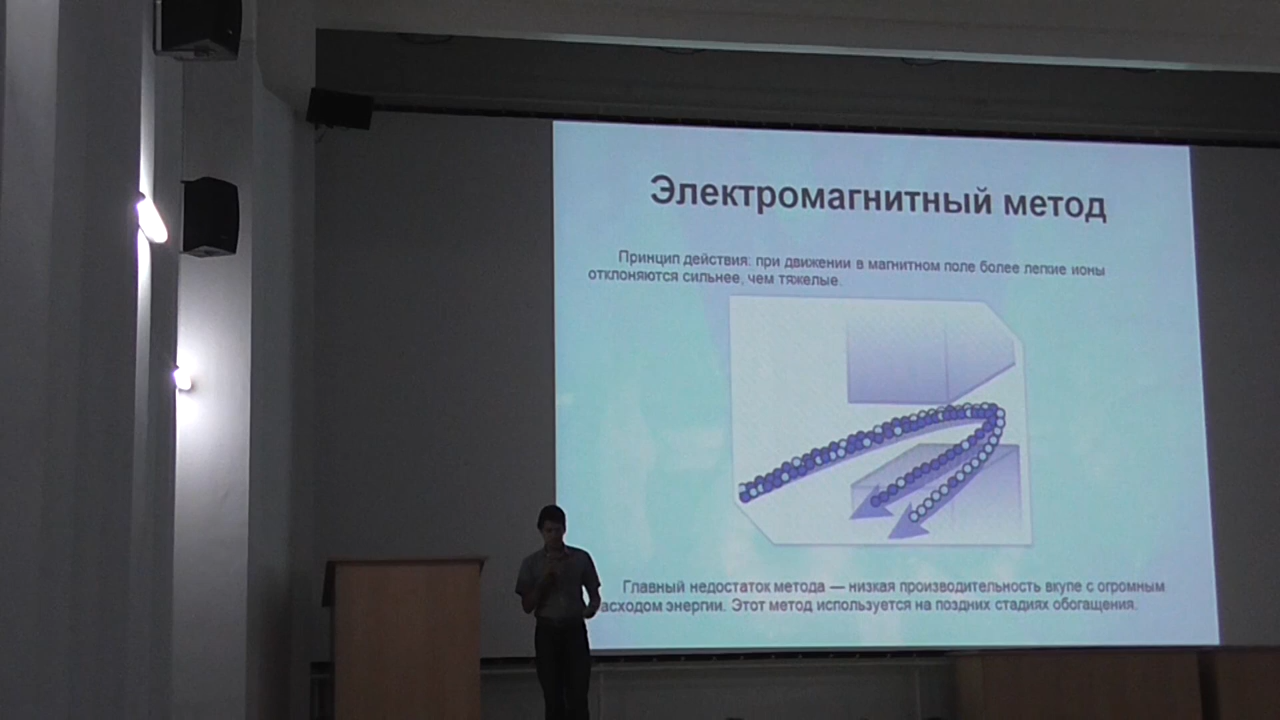 Электромагнитный метод
Принцип действия: при движении в магнитном поле более легкие ионы
отклоняются сильнее, чем тяжелые.
Главный недостаток метода — низкая производительность вкупе с огромным
асходом энергии. Этот метод используется на поздних стадиях обогащения.